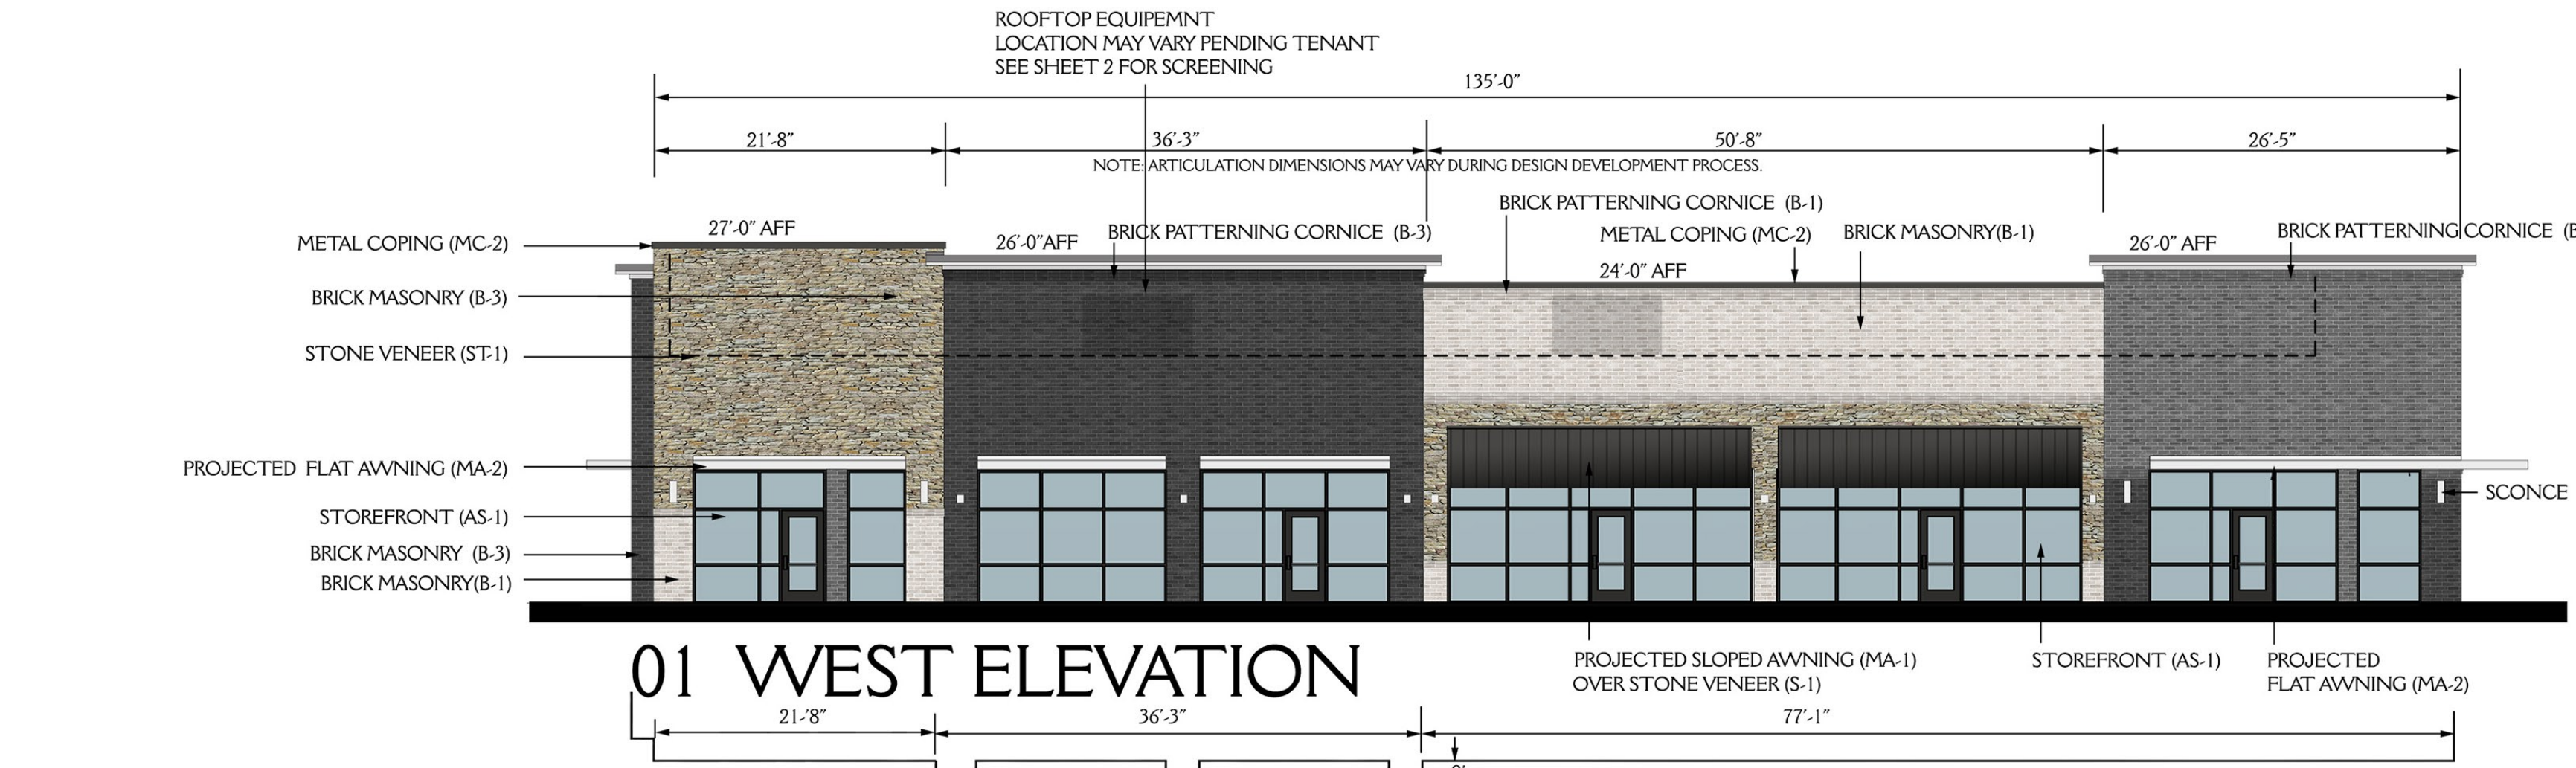 ROOFTOP EQUIPEMNT
LOCATION MAY VARY PENDING TENANT
SEE SHEET 2 FOR SCREENING
135'-0"
21'-8"
36'-3"
50'-8"
26'-5"
NOTE: ARTICULATION DIMENSIONS MAY VARY DURING DESIGN DEVELOPMENT PROCESS.
BRICK PATTERNING CORNICE (B-1)
27'-0" AFF
26'-0"AFF
BRICK PATTERNING CORNICE (B-3)
METAL COPING (MC-2)
BRICK MASONRY(B-1)
26'-0" AFF
BRICK PATTERNING CORNICE (B
METAL COPING (MC-2)
24'-0" AFF
BRICK MASONRY (B-3)
STONE VENEER (ST-1)
PROJECTED FLAT AWNING (MA-2)
SCONCE
STOREFRONT (AS-1)
BRICK MASONRY (B-3)
BRICK MASONRY(B-1)
01 WEST ELEVATION
PROJECTED SLOPED AWNING (MA-1)
OVER STONE VENEER (S-1)
STOREFRONT (AS-1)
PROJECTED
FLAT AWNING (MA-2)
21-'8"
36'-3"
77'-1"